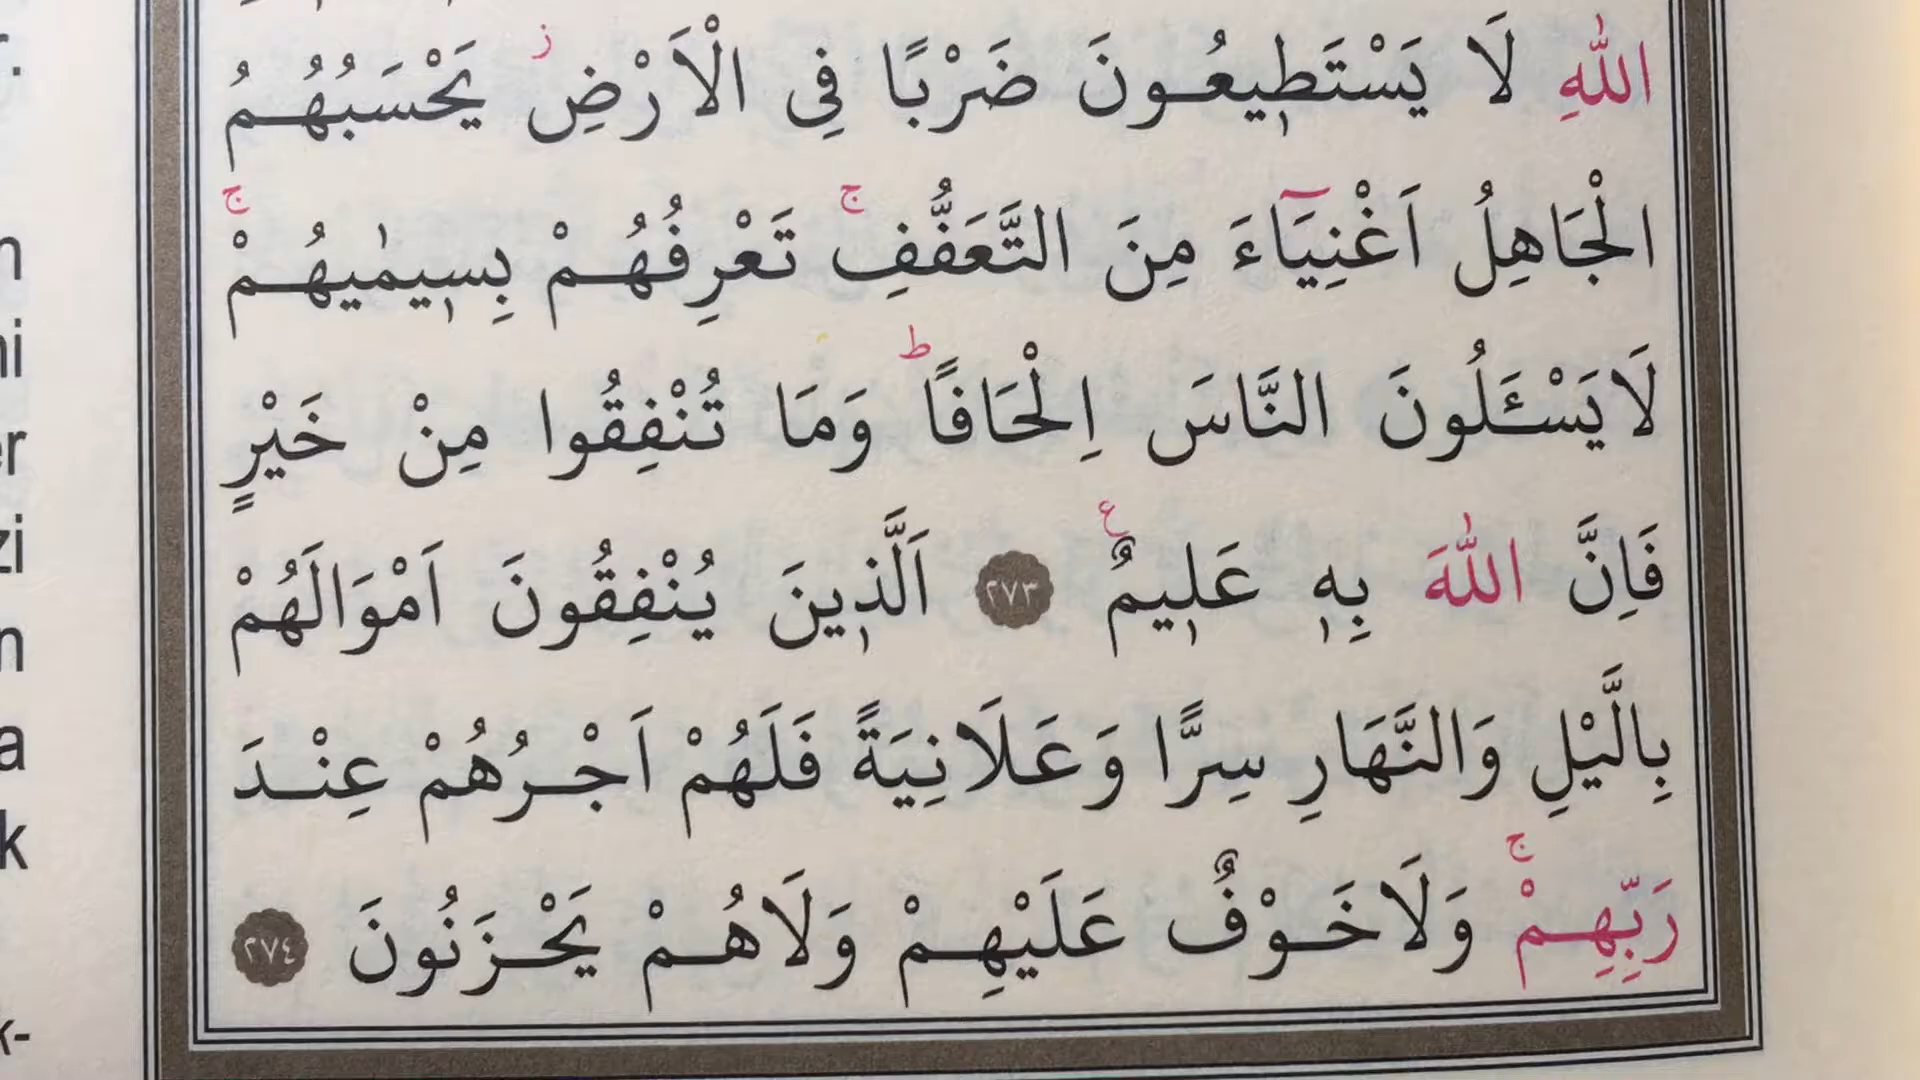 اللّٰهِ لَا يَسْتَطٖيعُونَ ضَرْبًا فِى الْاَرْضِ ز يَحْسَبُهُمُ
الْجَاهِلُ اَغْنِيَٓاءَ مِنَ التَّعَفُّفِ ج تَعْرِفُهُمْ بِسٖيمٰيهُمْ ج
لَا يَسْـَٔلُونَ النَّاسَ اِلْحَافًا ط وَمَا تُنْفِقُوا مِنْ خَيْرٍ
فَاِنَّ اللّٰهَ بِهٖ عَلٖيمٌ ع ٢٧٣ اَلَّذٖينَ يُنْفِقُونَ اَمْوَالَهُمْ
بِالَّيْلِ وَالنَّهَارِ سِرًّا وَعَلَانِيَةً فَلَهُمْ اَجْرُهُمْ عِنْدَ
رَبِّهِمْ ج وَلَا خَوْفٌ عَلَيْهِمْ وَلَا هُمْ يَحْزَنُونَ ٢٧٤